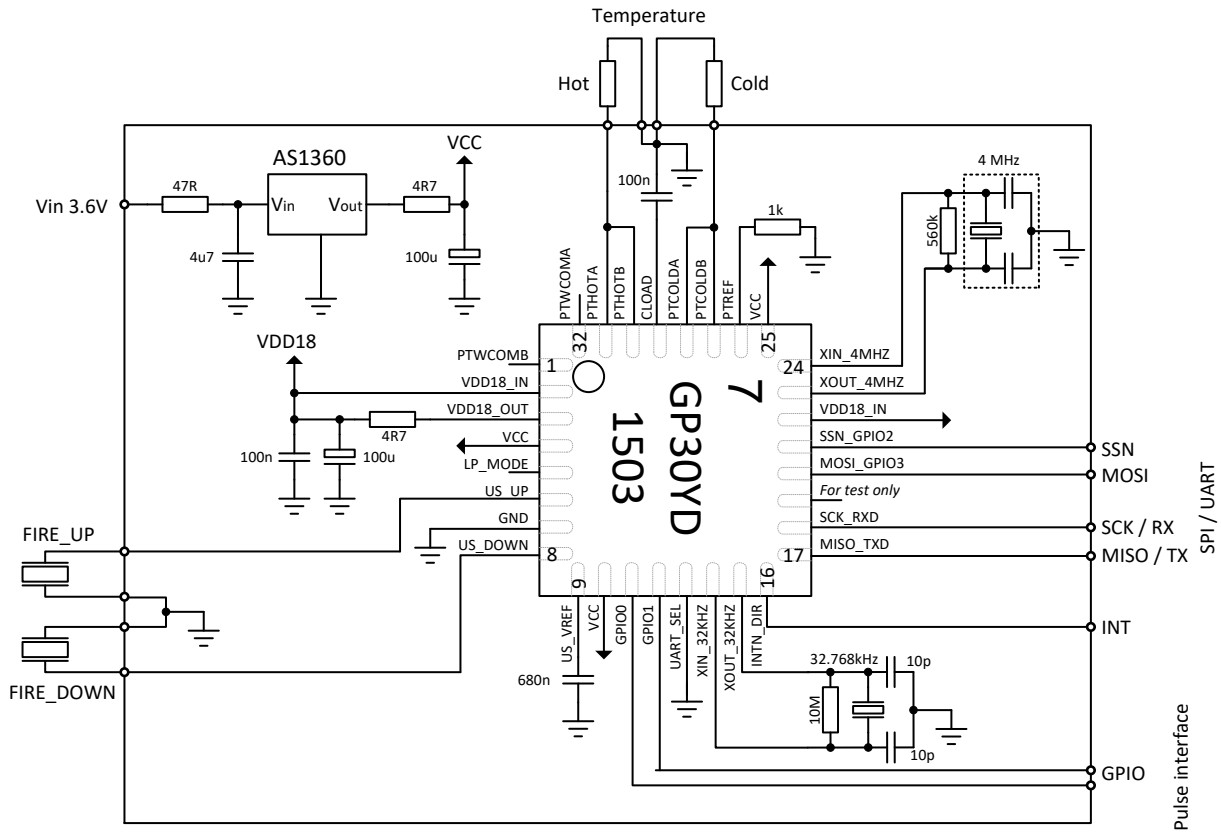 Temperature
Hot
Cold
AS1360
VCC
4 MHz
Vin 3.6V
47R
Vin
Vout
4R7
100n
1k
560k
4u7
100u
PTWCOMA
PTHOTA
PTHOTB
CLOAD
PTCOLDA
PTCOLDB
PTREF
VCC
32
25
VDD18
PTWCOMB
1
VDD18_IN
VDD18_OUT
4R7
100n
100u
VCC
LP_MODE
US_UP
GND
US_DOWN
8
GP30YD
1503
7
24
XIN_4MHZ
XOUT_4MHZ
VDD18_IN
SSN_GPIO2
MOSI_GPIO3
For test only
SCK_RXD
MISO_TXD
17
SSN
MOSI
SCK / RX
MISO / TX
SPI / UART
FIRE_UP
FIRE_DOWN
9
16
US_VREF
VCC
GPIO0
GPIO1
UART_SEL
XIN_32KHZ
XOUT_32KHZ
INTN_DIR
INT
680n
32.768kHz
10p
10M
10p
GPIO
Pulse interface